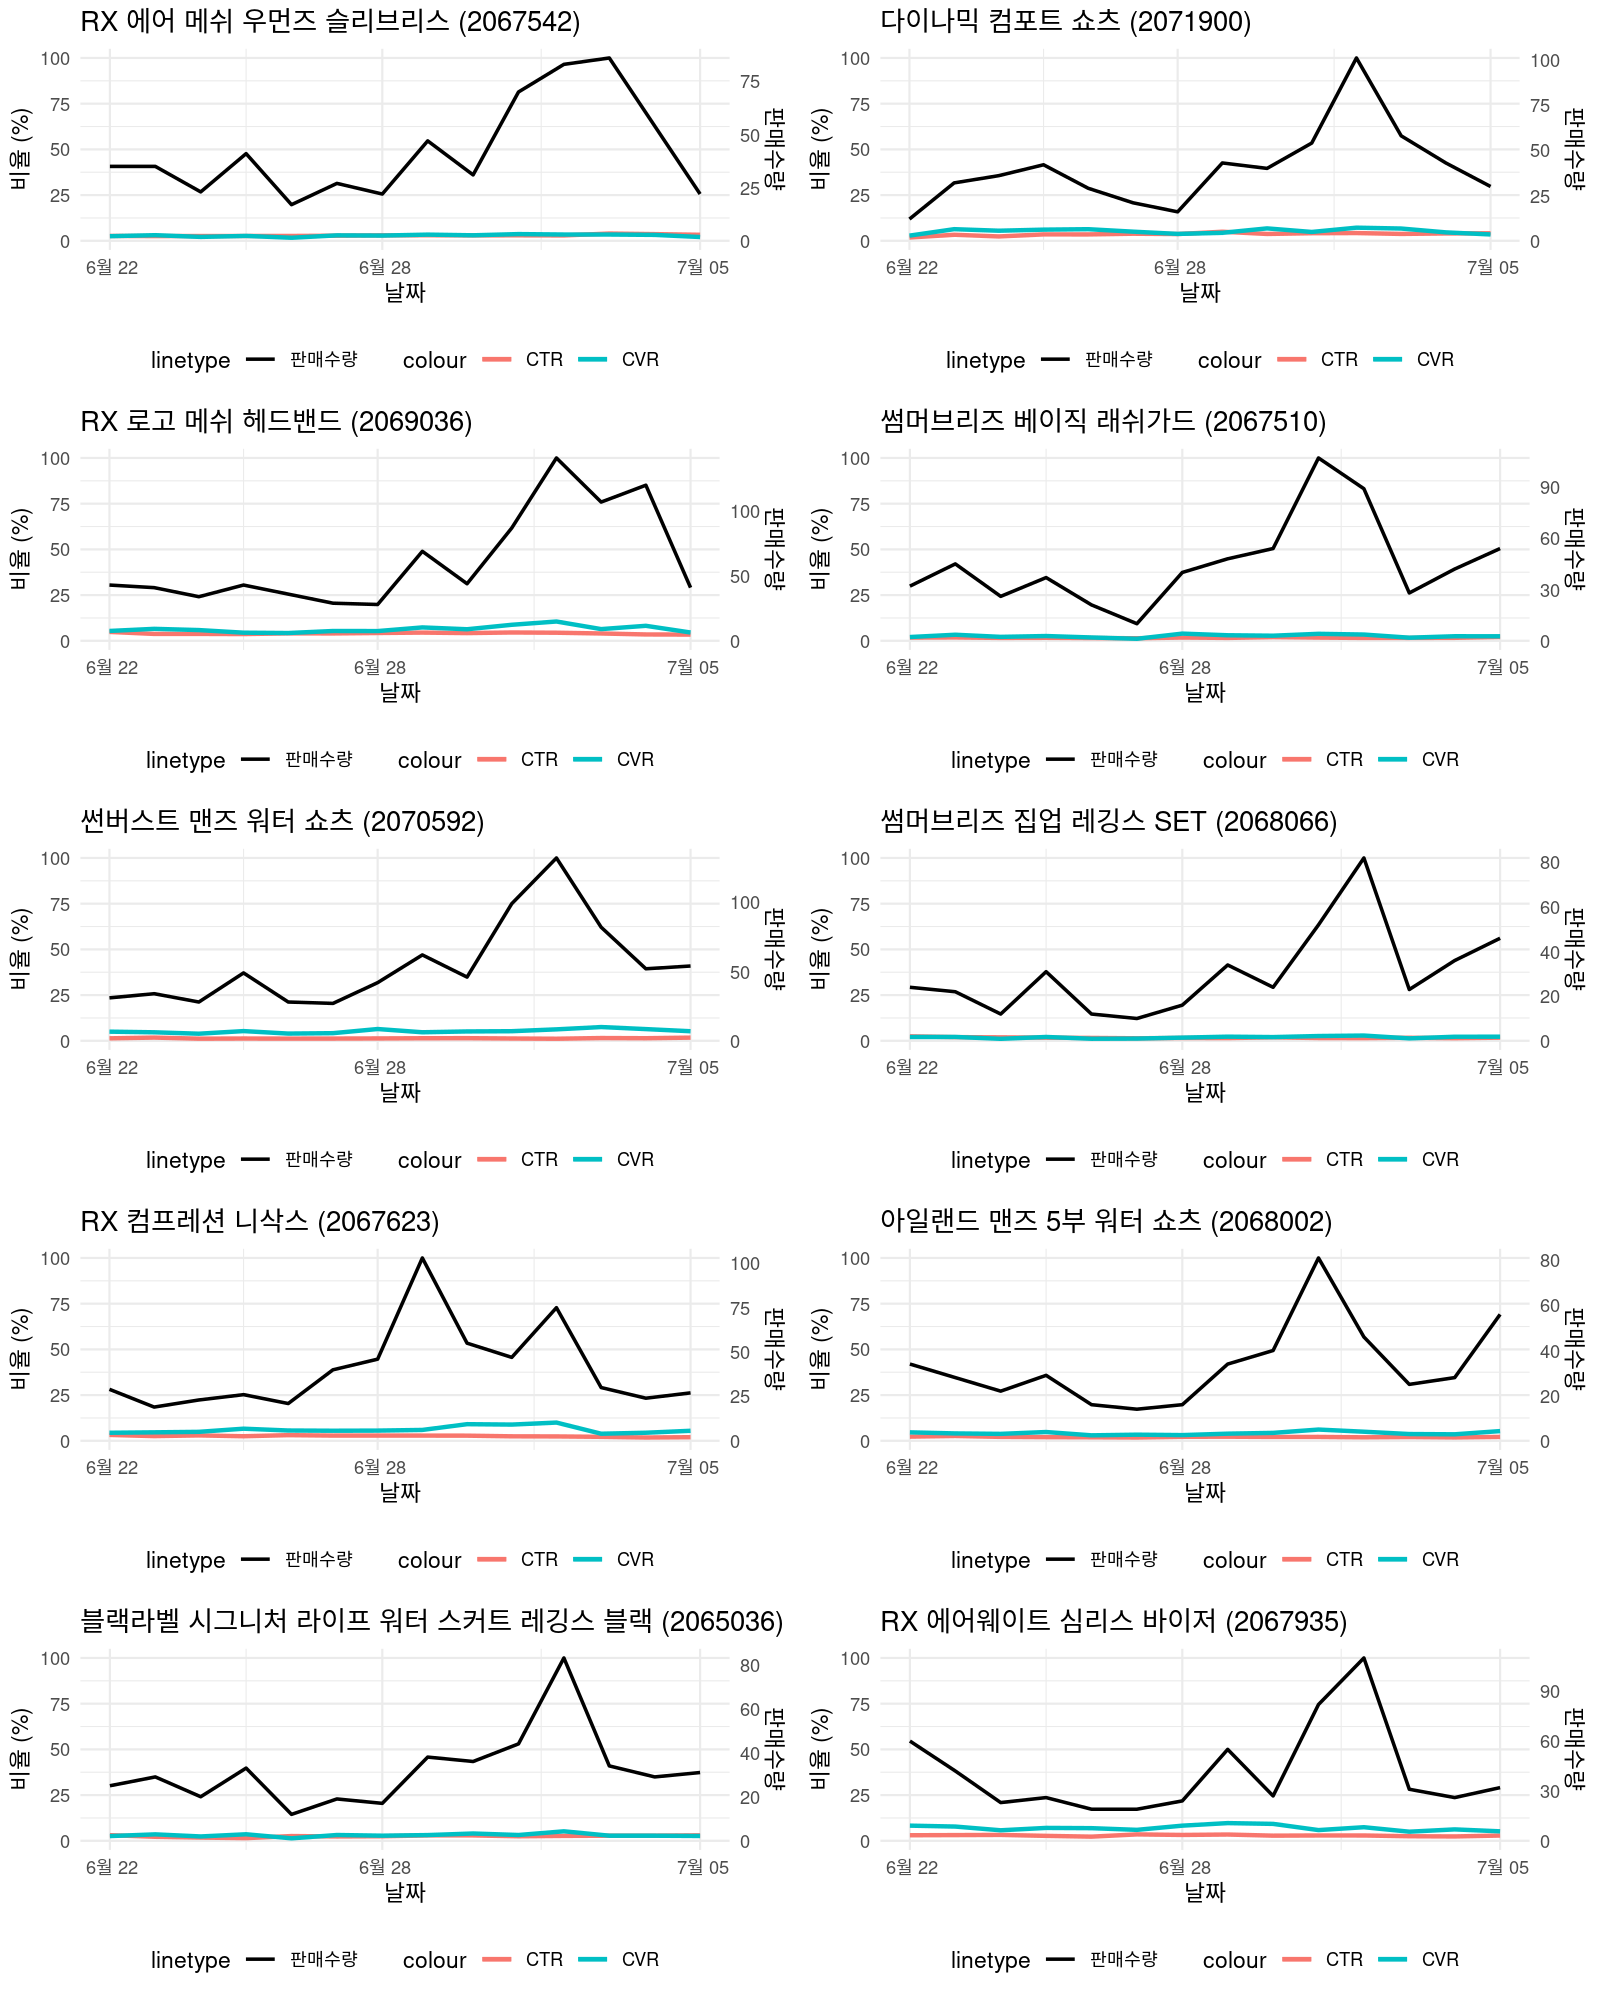 RX 에어 메쉬 우먼즈 슬리브리스 (2067542)
비율 (%)
100
75
50
25
0
75
50
25
0
판매수량
6월 22
6월 28
7월 05
날짜
linetype 판매수량 colour CTR CVR
다이나믹 컴포트 쇼츠 (2071900)
비율 (%)
100
75
50
25
0
100
75
50
25
0
판매수량
6월 22
6월 28
7월 05
날짜
linetype 판매수량 colour CTR CVR
RX 로고 메쉬 헤드밴드 (2069036)
비율 (%)
100
75
50
25
0
100
50
0
판매수량
6월 22
6월 28
7월 05
날짜
linetype 판매수량 colour CTR CVR
썸머브리즈 베이직 래쉬가드 (2067510)
비율 (%)
100
75
50
25
0
90
60
30
0
판매수량
6월 22
6월 28
7월 05
날짜
linetype 판매수량 colour CTR CVR
썬버스트 맨즈 워터 쇼츠 (2070592)
비율 (%)
100
75
50
25
0
100
50
0
판매수량
6월 22
6월 28
7월 05
날짜
linetype 판매수량 colour CTR CVR
썸머브리즈 집업 레깅스 SET (2068066)
비율 (%)
100
75
50
25
0
80
60
40
20
0
판매수량
6월 22
6월 28
7월 05
날짜
linetype 판매수량 colour CTR CVR
RX 컴프레션 니삭스 (2067623)
비율 (%)
100
75
50
25
0
100
75
50
25
0
판매수량
6월 22
6월 28
7월 05
날짜
linetype 판매수량 colour CTR CVR
아일랜드 맨즈 5부 워터 쇼츠 (2068002)
비율 (%)
100
75
50
25
0
80
60
40
20
0
판매수량
6월 22
6월 28
7월 05
날짜
linetype 판매수량 colour CTR CVR
블랙라벨 시그니처 라이프 워터 스커트 레깅스 블랙 (2065036)
비율 (%)
100
75
50
25
0
80
60
40
20
0
판매수량
6월 22
6월 28
7월 05
날짜
linetype 판매수량 colour CTR CVR
RX 에어웨이트 심리스 바이저 (2067935)
비율 (%)
100
75
50
25
0
90
60
30
0
판매수량
6월 22
6월 28
7월 05
날짜
linetype 판매수량 colour CTR CVR